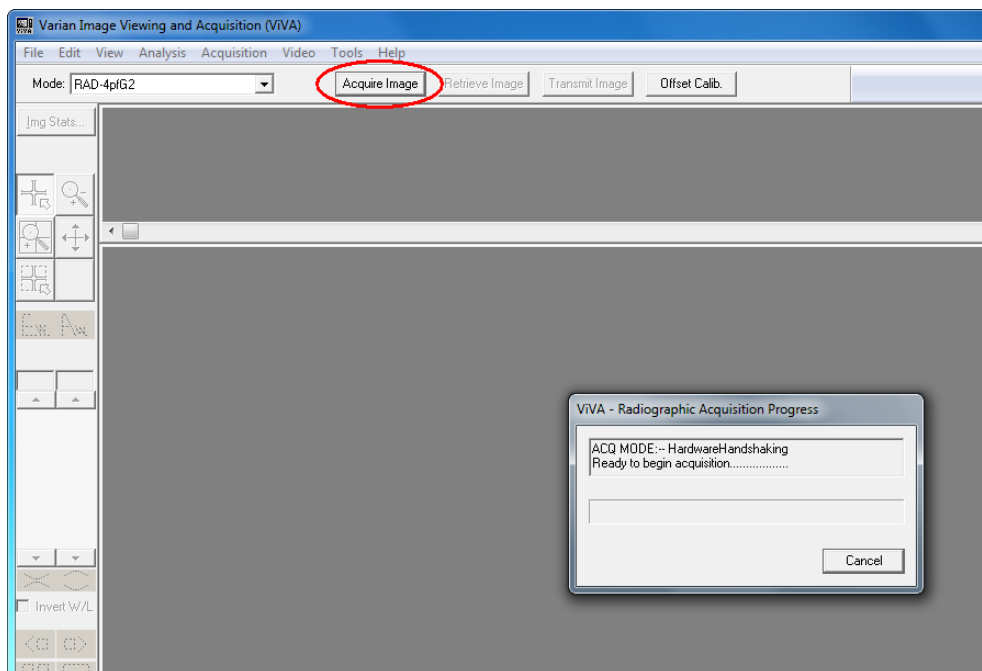 Varian Image Viewing and Acquisition (ViVA)
File Edit View Analysis Acquisition Video Tools Help
Mode: RAD-4pfG2 Acquire Image Retrieve Image Transmit Image Offset Calib.
Img Stats...
ViVA - Radiographic Acquisition Progress
ACQ MODE:-- HardwareHandshaking
Ready to begin acquisition..................
Cancel
Invert W/L